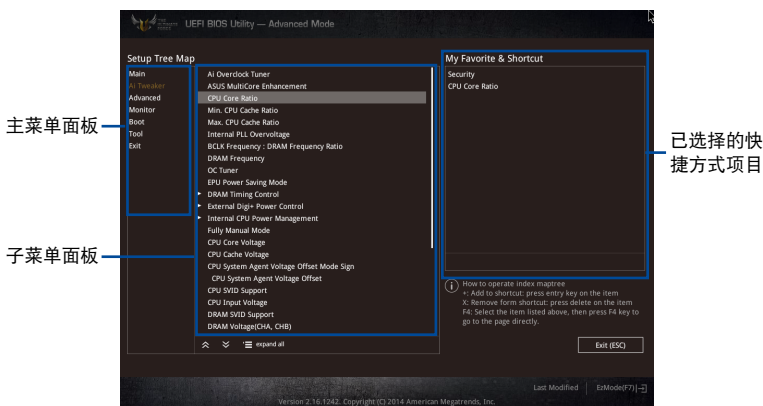 THE ULTIMATE FORCE
UEFI BIOS Utility — Advanced Mode
Setup Tree Map
Main
Ai Tweaker
Advanced
Monitor
Boot
Tool
Exit
Ai Overclock Tuner
ASUS MultiCore Enhancement
CPU Core Ratio
Min. CPU Cache Ratio
Max. CPU Cache Ratio
Internal PLL Overvoltage
BCLK Frequency : DRAM Frequency Ratio
DRAM Frequency
OC Tuner
EPU Power Saving Mode
DRAM Timing Control
External Digi+ Power Control
Internal CPU Power Management
Fully Manual Mode
CPU Core Voltage
CPU Cache Voltage
CPU System Agent Voltage Offset Mode Sign
CPU System Agent Voltage Offset
CPU SVID Support
CPU Input Voltage
DRAM SVID Support
DRAM Voltage(CHA, CHB)
expand all
My Favorite & Shortcut
Security
CPU Core Ratio
How to operate index maptree
+: Add to shortcut: press entry key on the item
X: Remove form shortcut: press delete on the item
F4: Select the item listed above, then press F4 key to
go to the page directly.
Exit (ESC)
Last Modified
EzMode(F7)
Version 2.16.1242. Copyright (C) 2014 American Megatrends, Inc.
主菜单面板
子菜单面板
已选择的快
捷方式项目